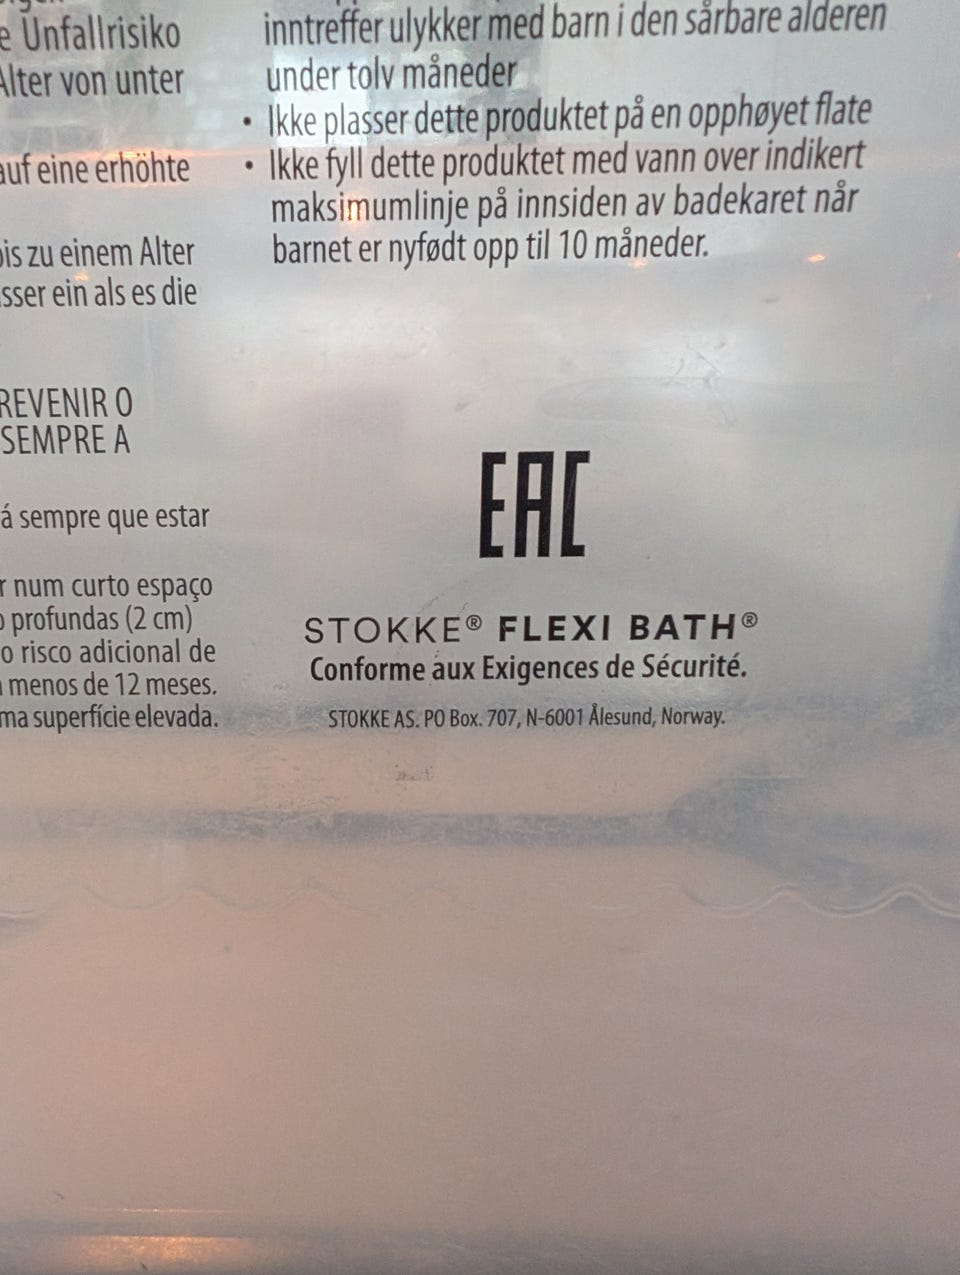 e Unfallrisiko
Alter von unter
auf eine erhöhte
bis zu einem Alter
sser ein als es die
REVENIR O
SEMPRE A
á sempre que estar
r num curto espaço
o profundas (2 cm)
o risco adicional de
menos de 12 meses.
ma superfície elevada.
inntreffer ulykker med barn i den sårbare alderen
under tolv måneder
• Ikke plasser dette produktet på en opphøyet flate
• Ikke fyll dette produktet med vann over indikert
maksimumlinje på innsiden av badekaret når
barnet er nyfødt opp til 10 måneder.
EAC
STOKKE® FLEXI BATH®
Conforme aux Exigences de Sécurité.
STOKKE AS. PO Box. 707, N-6001 Ålesund, Norway.